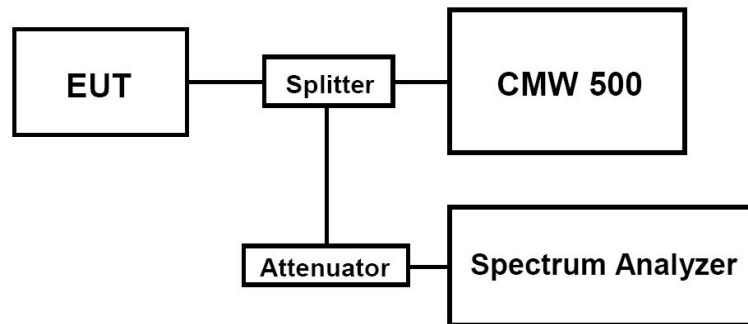 EUT
Splitter
CMW 500
Attenuator
Spectrum Analyzer